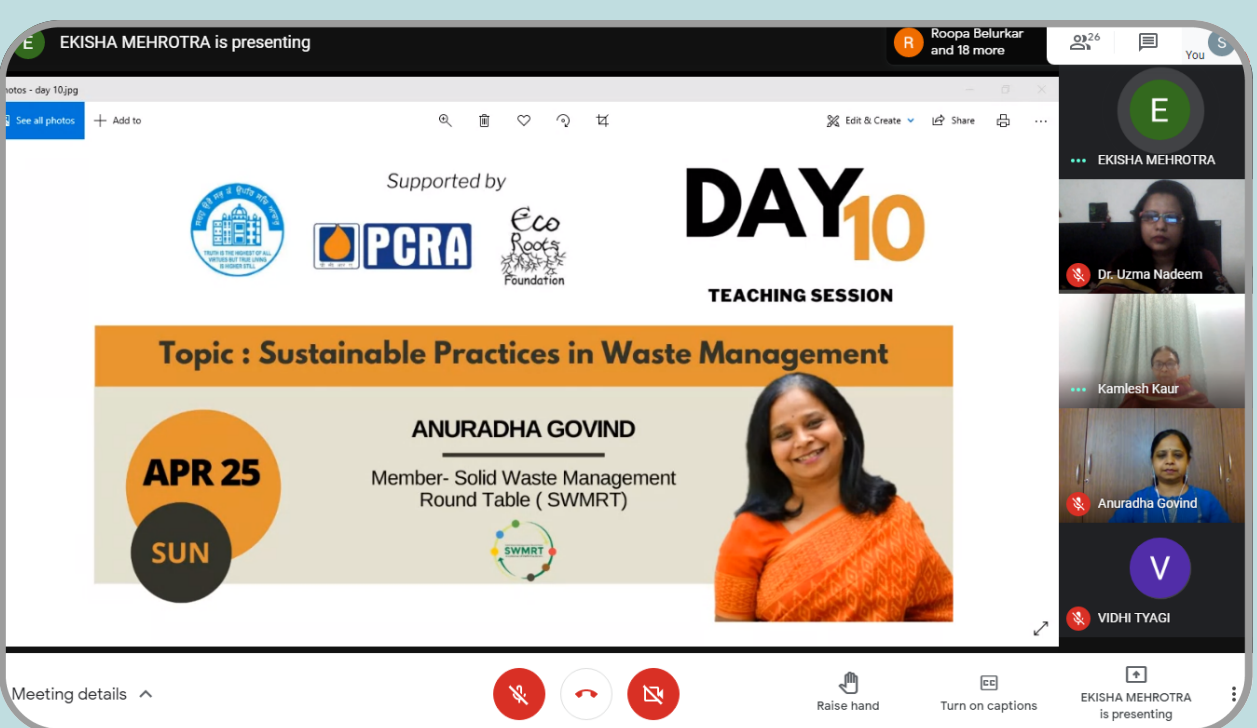 E
EKISHA MEHROTRA is presenting
R
Roopa Belurkar
and 18 more
26
You
S
otos - day 10.jpg
See all photos
Add to
Edit & Create
Share
TRUTH IS THE HIGHEST OF ALL
VIRTUES BUT TRUE LIVING
IS HIGHER STILL
Supported by
PCRA
Eco
Roots
Foundation
DAY
10
TEACHING SESSION
Topic : Sustainable Practices in Waste Management
APR 25
SUN
ANURADHA GOVIND
Member- Solid Waste Management
Round Table ( SWMRT)
SWMRT
E
EKISHA MEHROTRA
Dr. Uzma Nadeem
Kamlesh Kaur
Anuradha Govind
V
VIDHI TYAGI
Meeting details
Raise hand
CC
Turn on captions
EKISHA MEHROTRA
is presenting